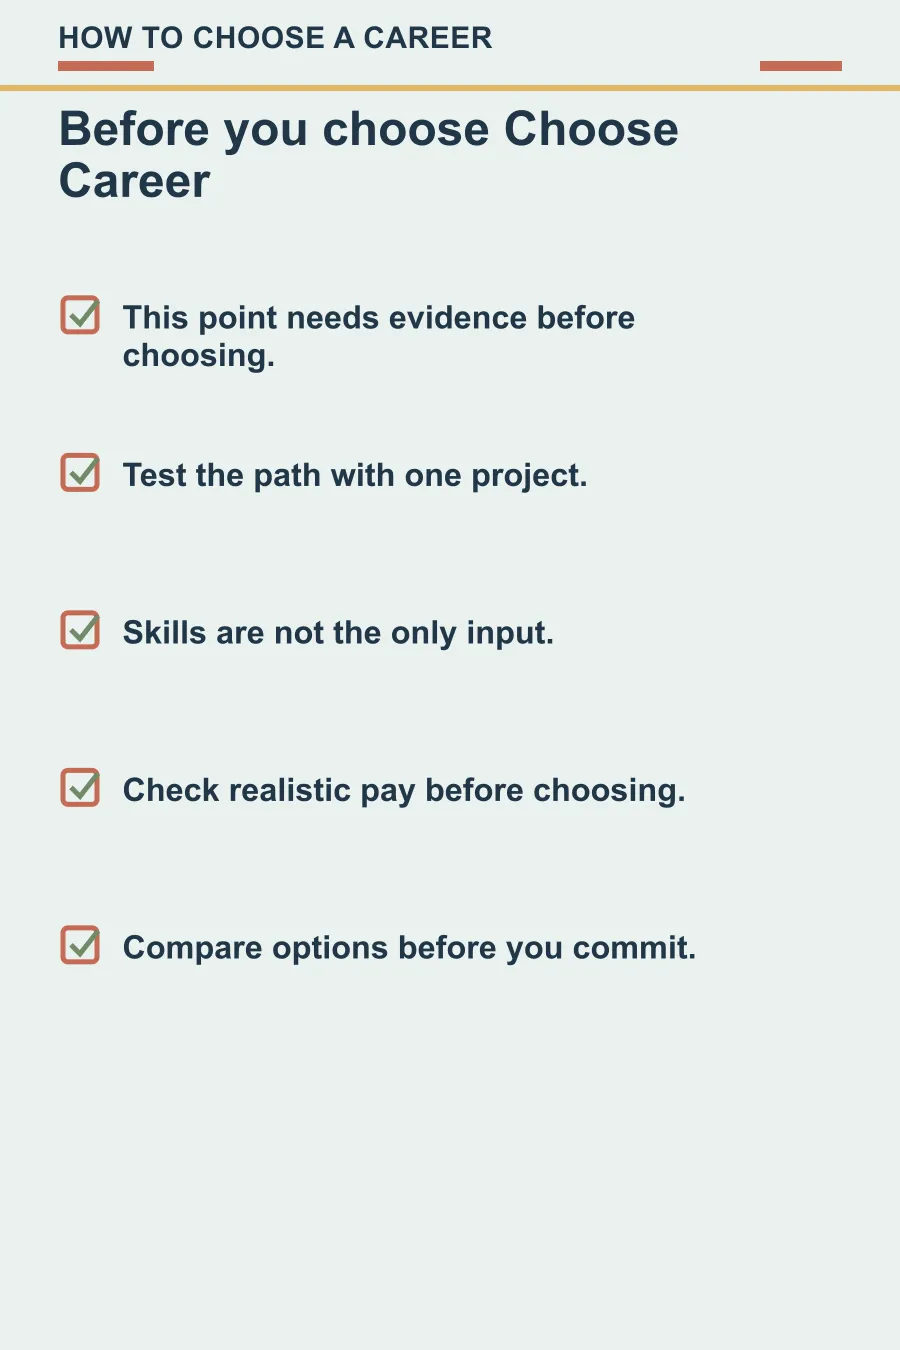 HOW TO CHOOSE A CAREER
Before you choose Choose
Career
This point needs evidence before
choosing.
Test the path with one project.
Skills are not the only input.
Check realistic pay before choosing.
Compare options before you commit.